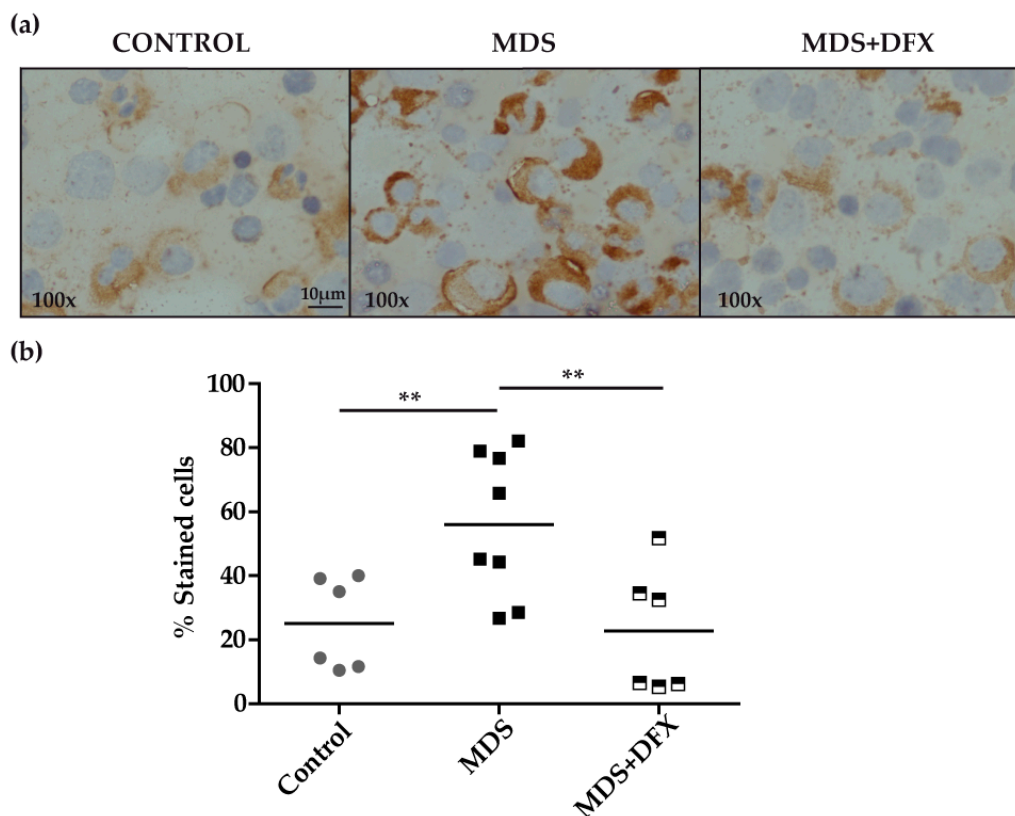 (a)
CONTROL MDS MDS+DFX
100x 10μm 100x 100x
(b)
** **
% Stained cells
100
80
60
40
20
0
Control MDS MDS+DFX